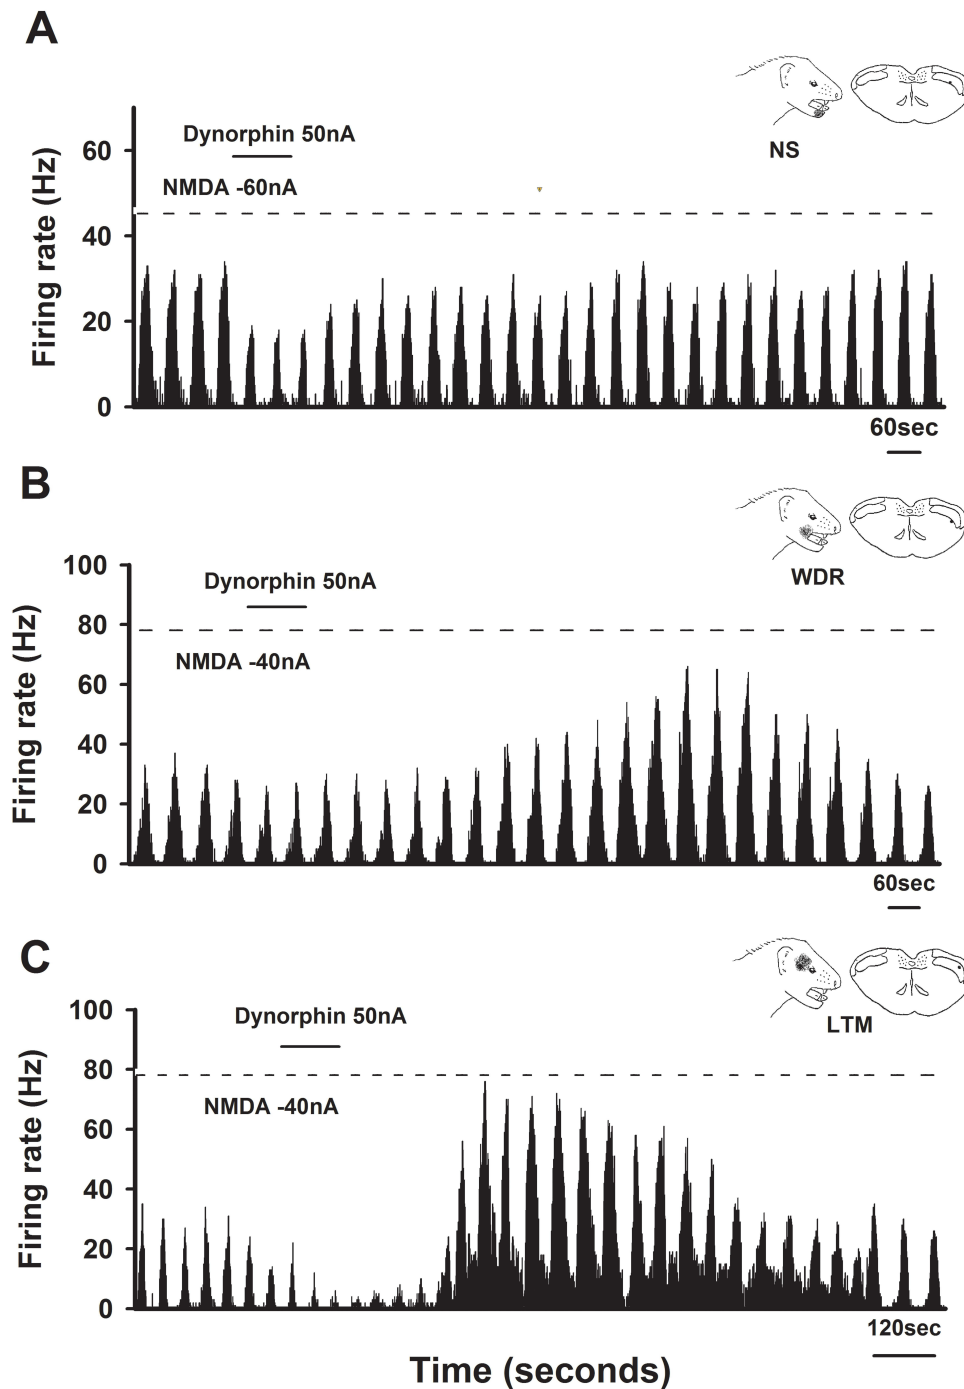 A
Dynorphin 50nA
NMDA -60nA
NS
Firing rate (Hz)
60
40
20
0
60sec
B
Dynorphin 50nA
NMDA -40nA
WDR
Firing rate (Hz)
100
80
60
40
20
0
60sec
C
Dynorphin 50nA
NMDA -40nA
LTM
Firing rate (Hz)
100
80
60
40
20
0
120sec
Time (seconds)